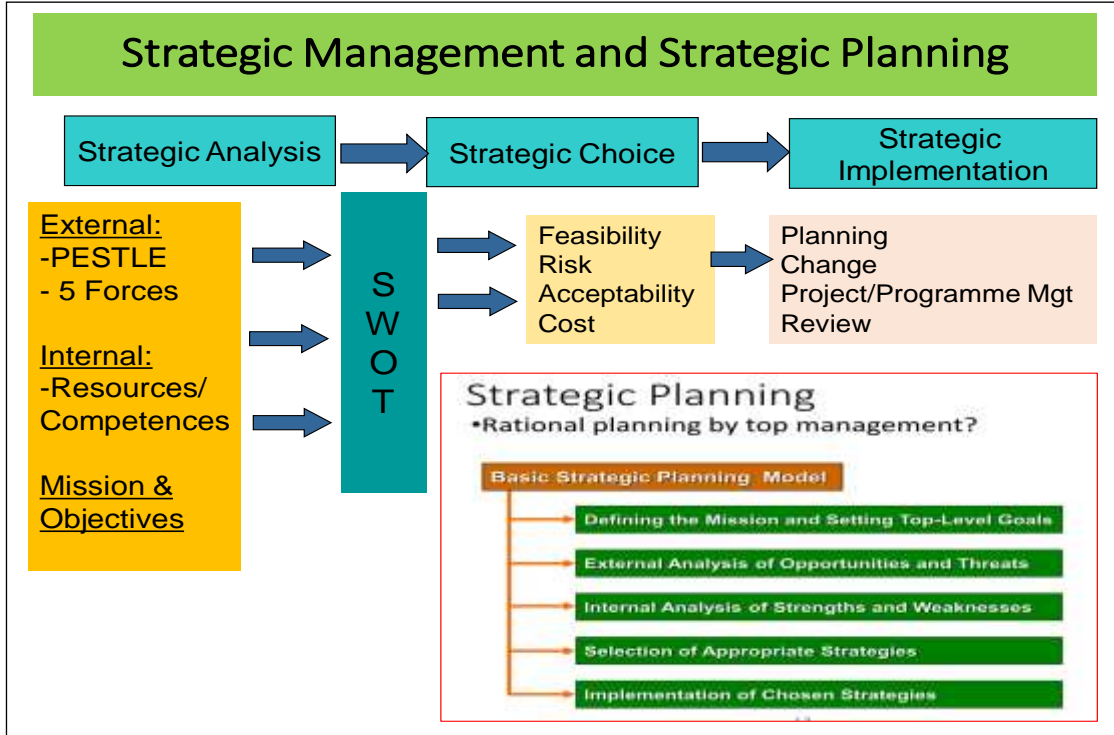 Strategic Management and Strategic Planning
Strategic Analysis
Strategic Choice
Strategic
Implementation
External:
-PESTLE
- 5 Forces
Internal:
-Resources/
Competences
Mission &
Objectives
S
W
O
T
Feasibility
Risk
Acceptability
Cost
Planning
Change
Project/Programme Mgt
Review
Strategic Planning
•Rational planning by top management?
Basic Strategic Planning Model
Defining the Mission and Setting Top-Level Goals
External Analysis of Opportunities and Threats
Internal Analysis of Strengths and Weaknesses
Selection of Appropriate Strategies
Implementation of Chosen Strategies